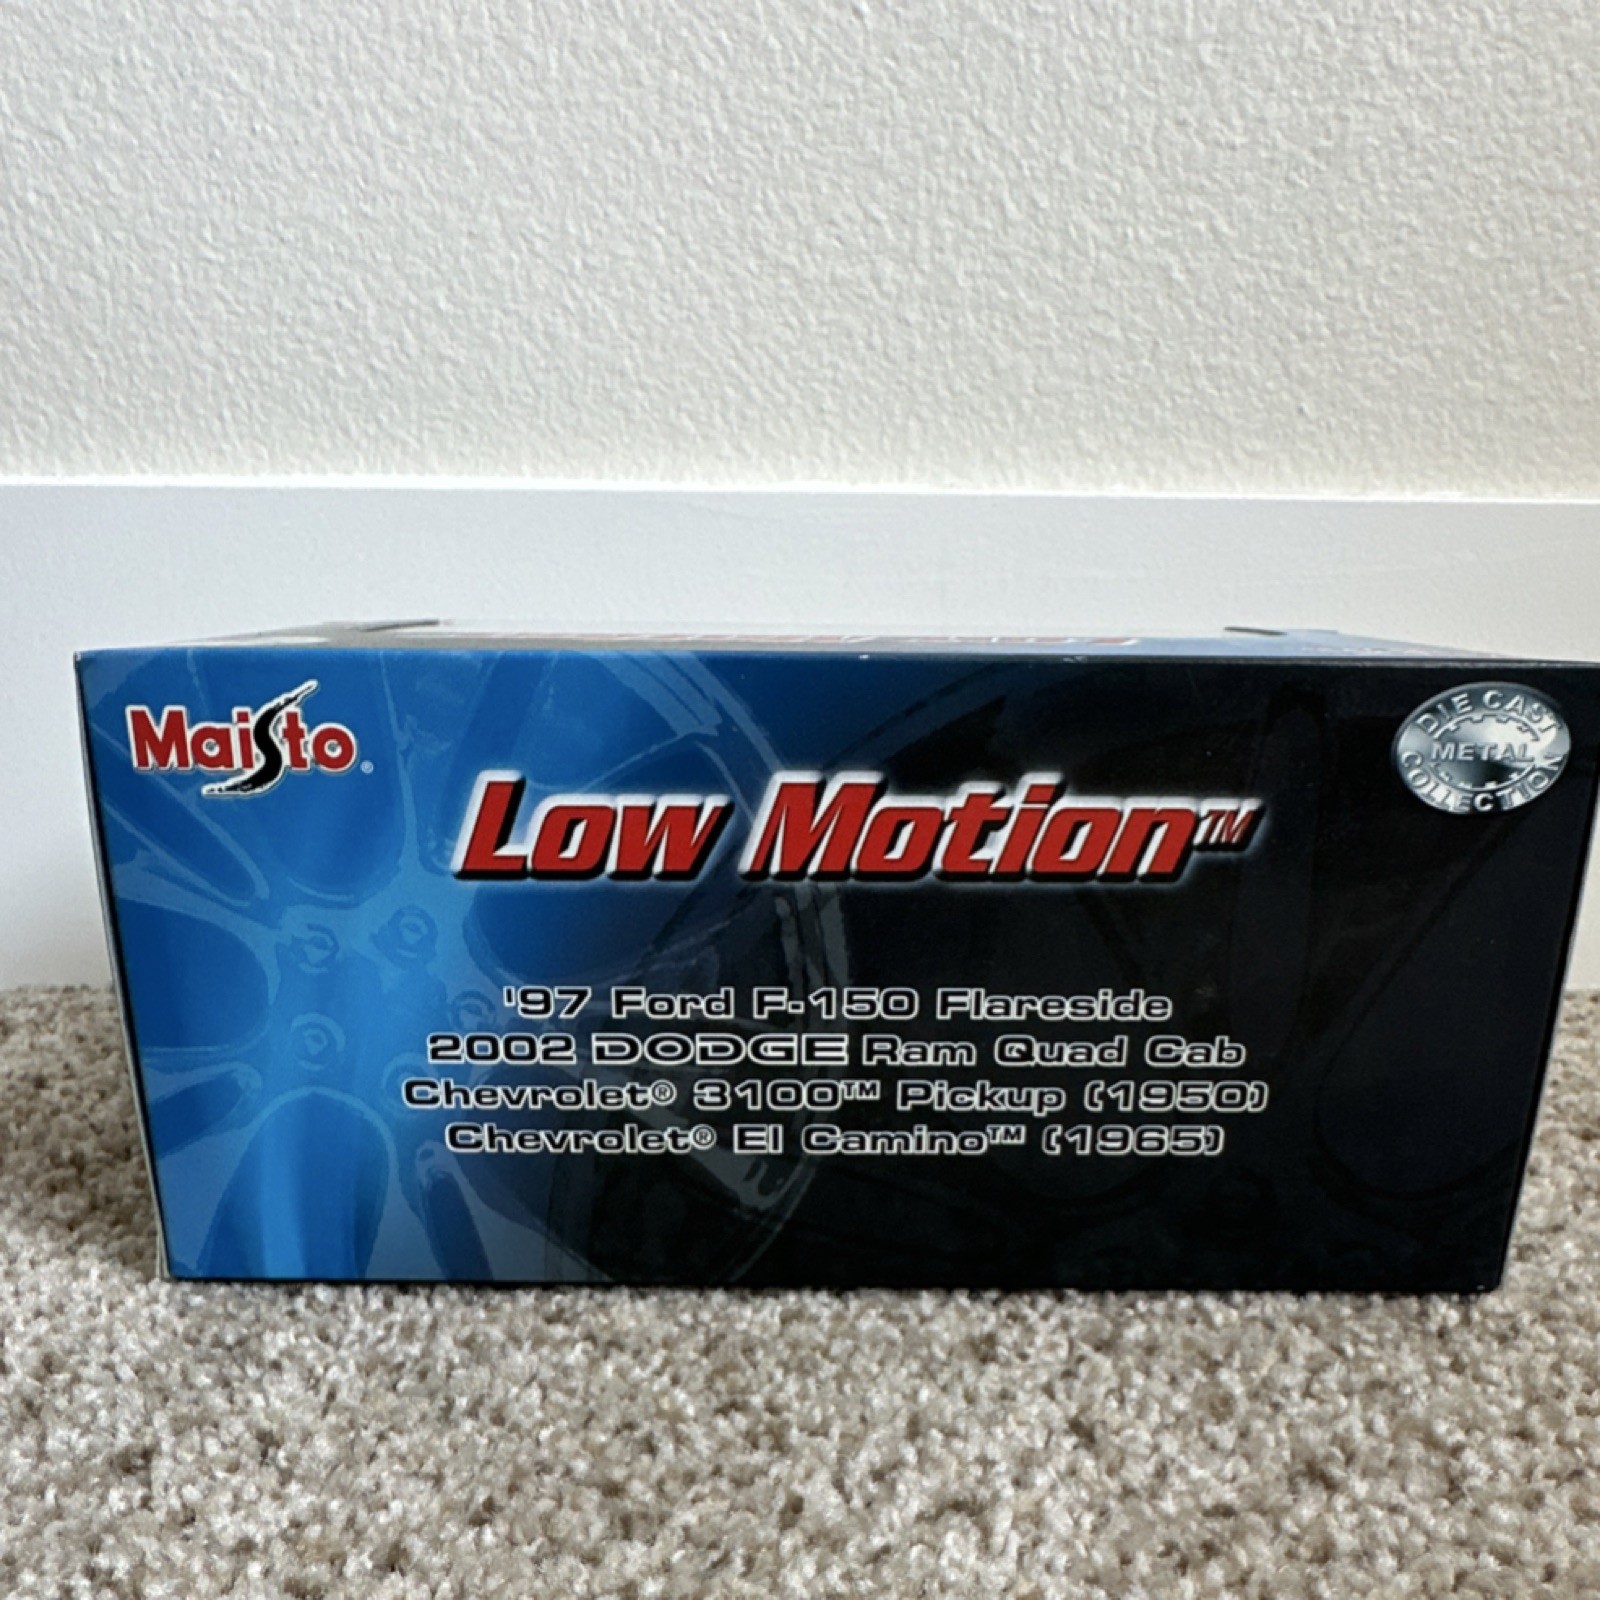 Maisto®
DIE CAST
METAL
COLLECTION
Low Motion™
'97 Ford F-150 Flareside
2002 DODGE Ram Quad Cab
Chevrolet® 3100™ Pickup (1950)
Chevrolet® El Camino™ (1965)